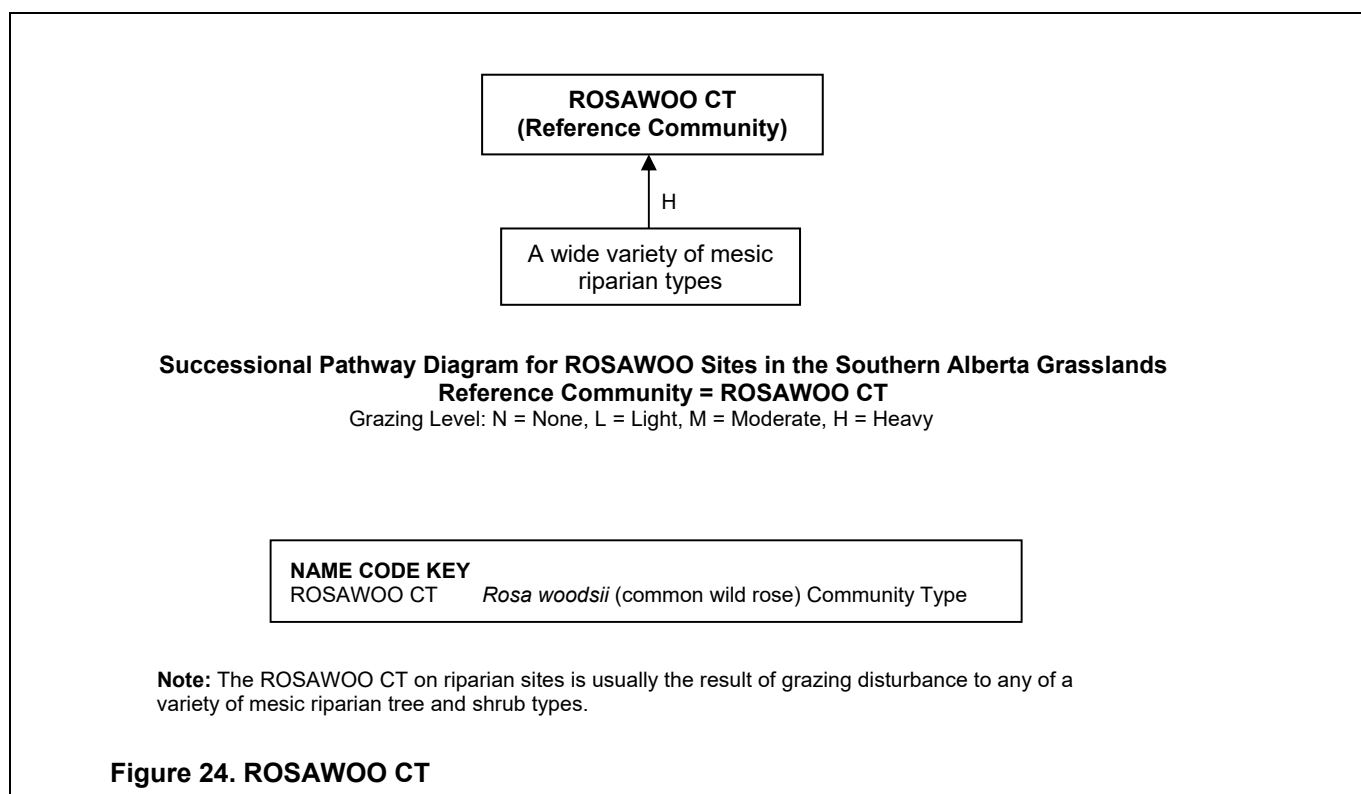 ROSAWOO CT
(Reference Community)
H
A wide variety of mesic
riparian types
Successional Pathway Diagram for ROSAWOO Sites in the Southern Alberta Grasslands
Reference Community = ROSAWOO CT
Grazing Level: N = None, L = Light, M = Moderate, H = Heavy
NAME CODE KEY
ROSAWOO CT Rosa woodsii (common wild rose) Community Type
Note: The ROSAWOO CT on riparian sites is usually the result of grazing disturbance to any of a
variety of mesic riparian tree and shrub types.
Figure 24. ROSAWOO CT